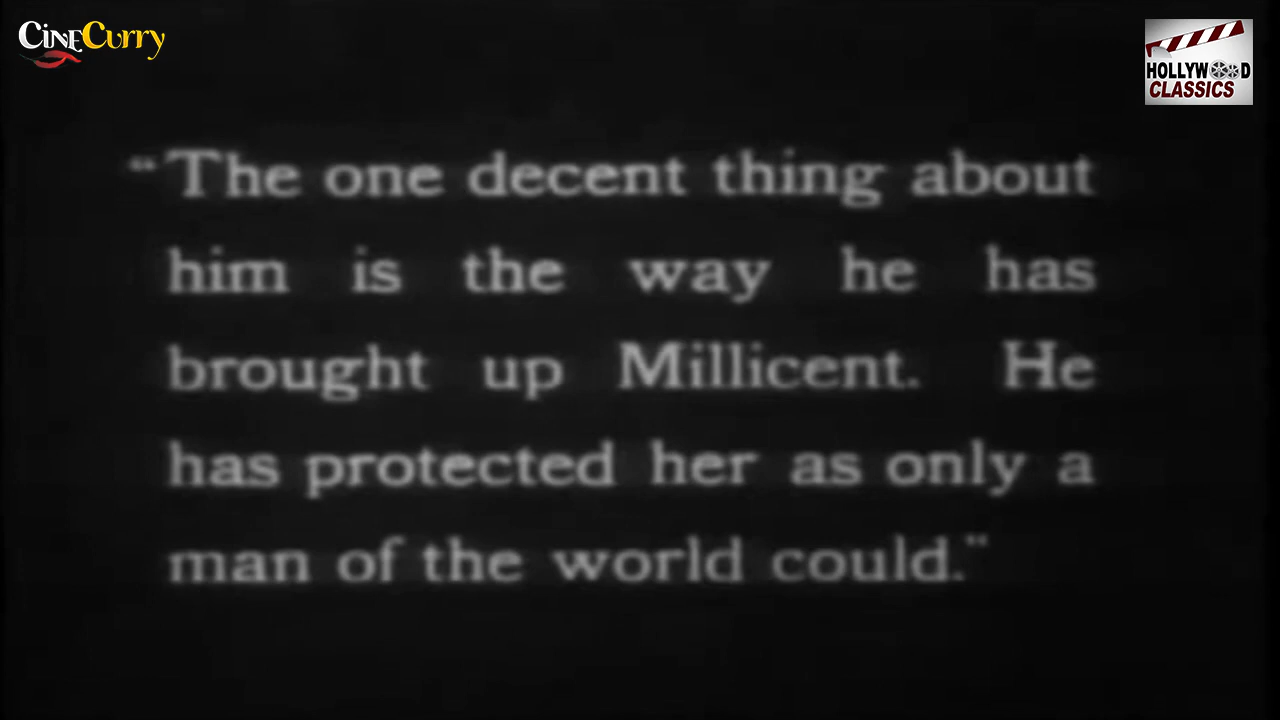 CINECURRY
HOLLYWOOD
CLASSICS
“The one decent thing about
him is the way he has
brought up Millicent. He
has protected her as only a
man of the world could.”